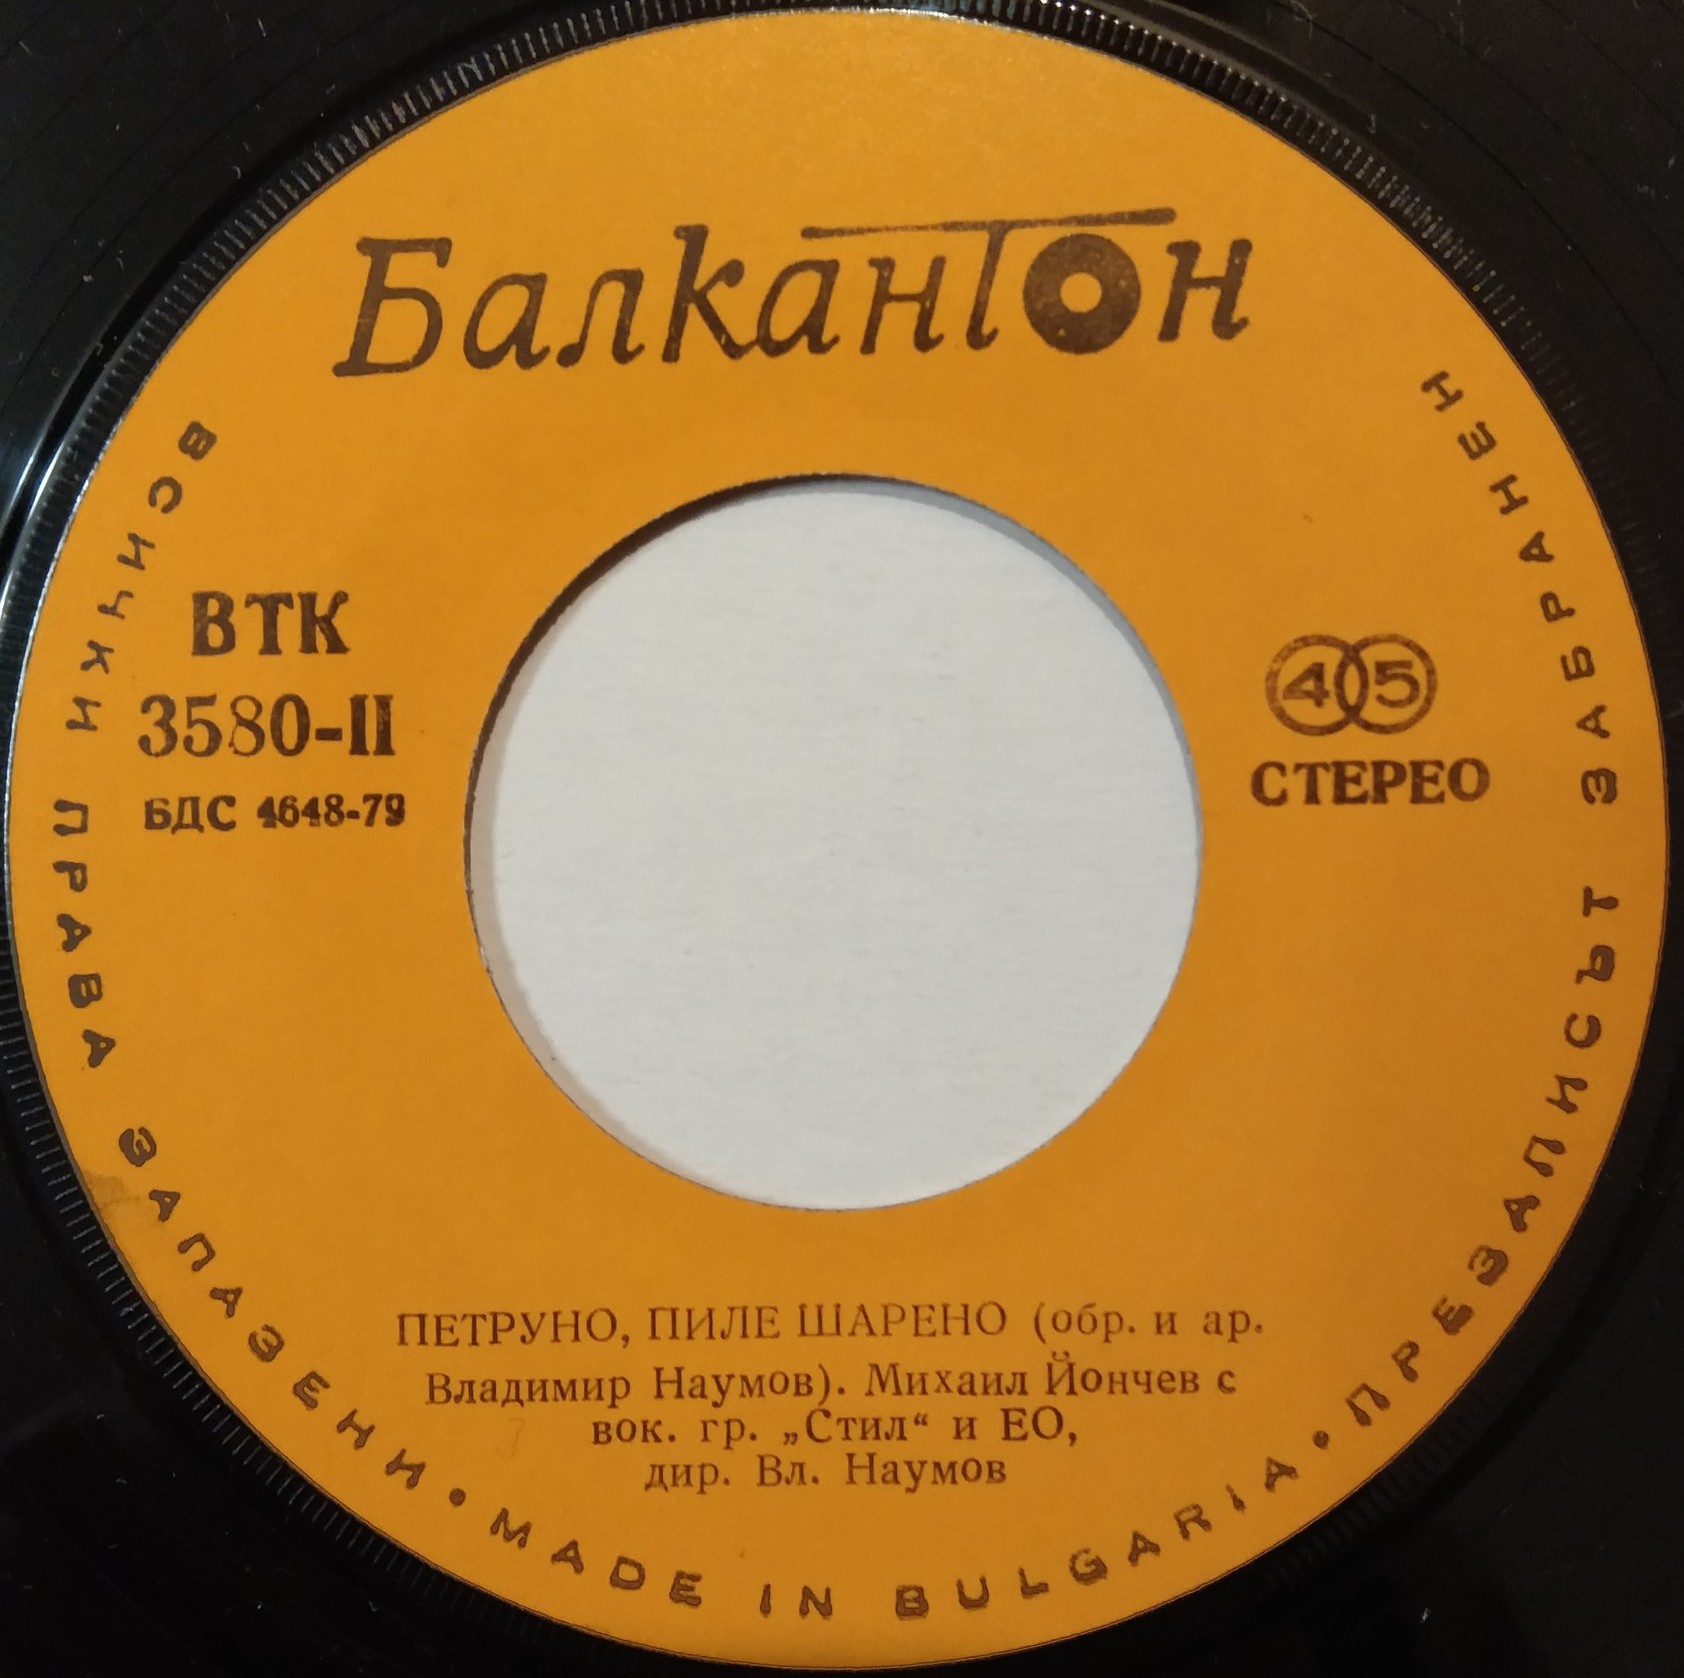 Балкантон
ВТК
3580-II
БДС 4648-79
45
СТЕРЕО
ПЕТРУНО, ПИЛЕ ШАРЕНО (обр. и ар.
Владимир Наумов). Михаил Йончев с
вок. гр. „Стил“ и ЕО,
дир. Вл. Наумов
ВСИЧКИ ПРАВА ЗАПАЗЕНИ • MADE IN BULGARIA • ПРЕЗАПИСЪТ ЗАБРАНЕН